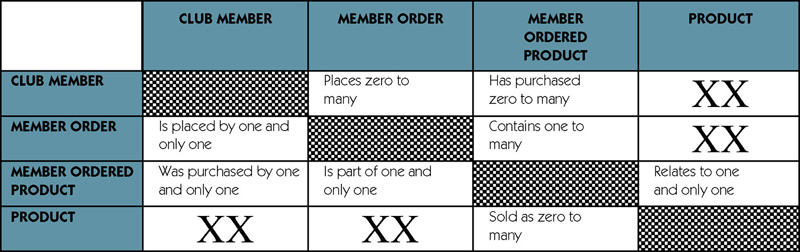 CLUB MEMBER
MEMBER ORDER
MEMBER
ORDERED
PRODUCT
PRODUCT
CLUB MEMBER
Places zero to
many
Has purchased
zero to many
XX
MEMBER ORDER
Is placed by one and
only one
Contains one to
many
XX
MEMBER ORDERED
PRODUCT
Was purchased by one
and only one
Is part of one and
only one
Relates to one
and only one
PRODUCT
XX
XX
Sold as zero to
many